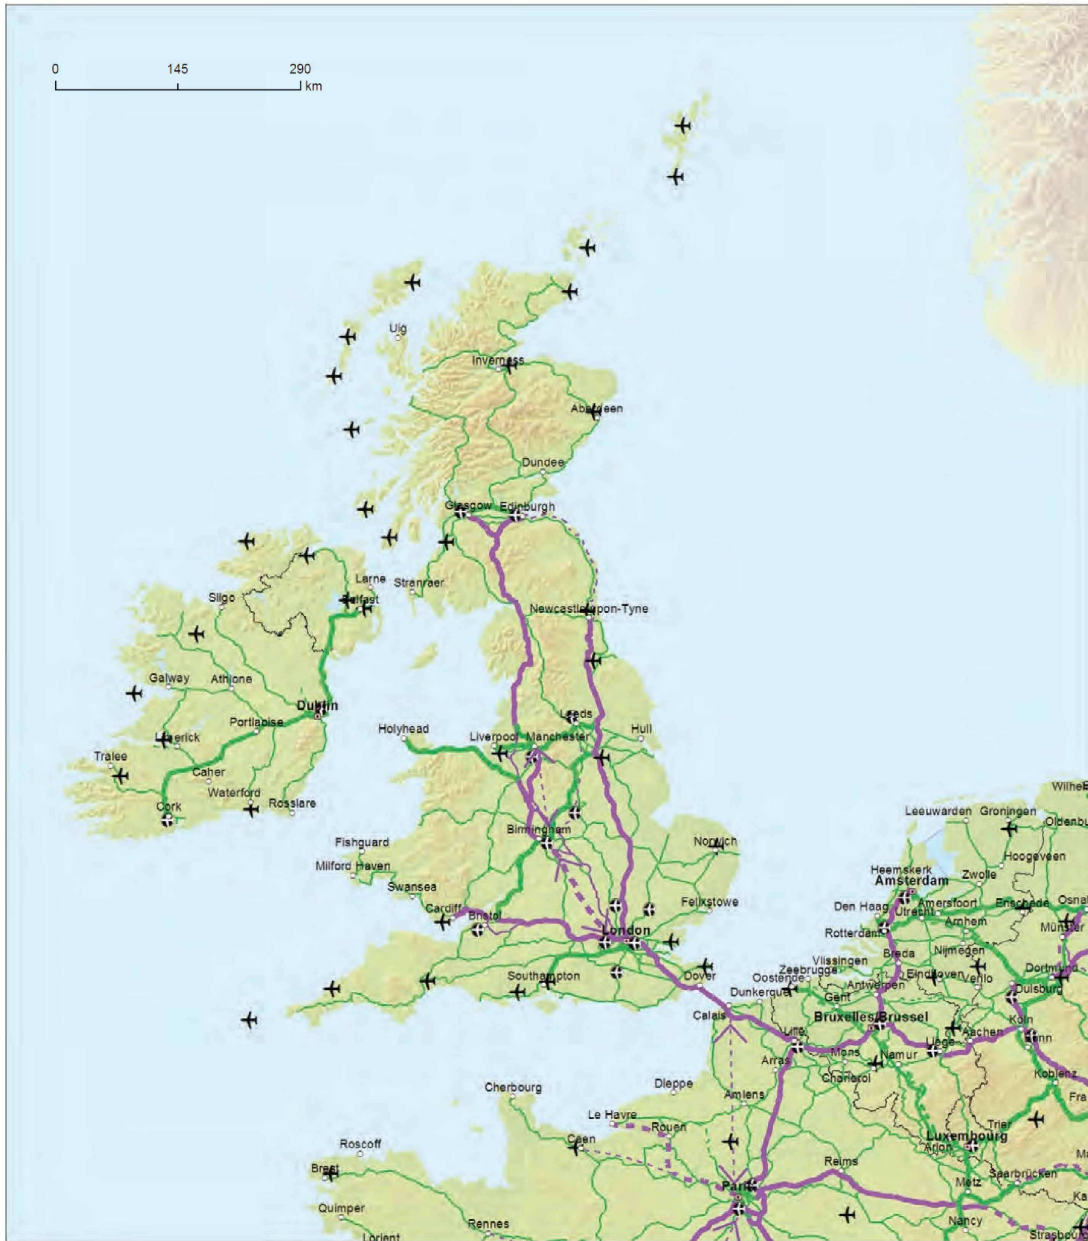 0 145 290
km
Uig
Inverness
Aberdeen
Dundee
Glasgow
Edinburgh
Larne
Stranraer
Belfast
Sligo
Newcastle-upon-Tyne
Galway
Athlone
Dublin
Portlaoise
Holyhead
Leeds
Liverpool
Manchester
Hull
Limerick
Tralee
Caher
Waterford
Rosslare
Cork
Birmingham
Fishguard
Norwich
Milford Haven
Swansea
Cardiff
Bristol
Felixstowe
London
Southampton
Dover
Leeuwarden
Groningen
Hoogeveen
Heemskerk
Zwolle
Amsterdam
Amersfoort
Enschede
Den Haag
Utrecht
Arnhem
Rotterdam
Münster
Nijmegen
Breda
Vlissingen
Zeebrugge
Oostende
Eindhoven
Venlo
Dortmund
Duisburg
Dunkerque
Gent
Antwerpen
Calais
Bruxelles/Brussel
Köln
Aachen
Lille
Liège
Bonn
Mons
Namur
Arras
Charleroi
Koblenz
Cherbourg
Dieppe
Amiens
Le Havre
Rouen
Trier
Luxembourg
Arlon
Caen
Roscoff
Brest
Reims
Saarbrücken
Paris
Metz
Quimper
Rennes
Nancy
Strasbourg
Lorient